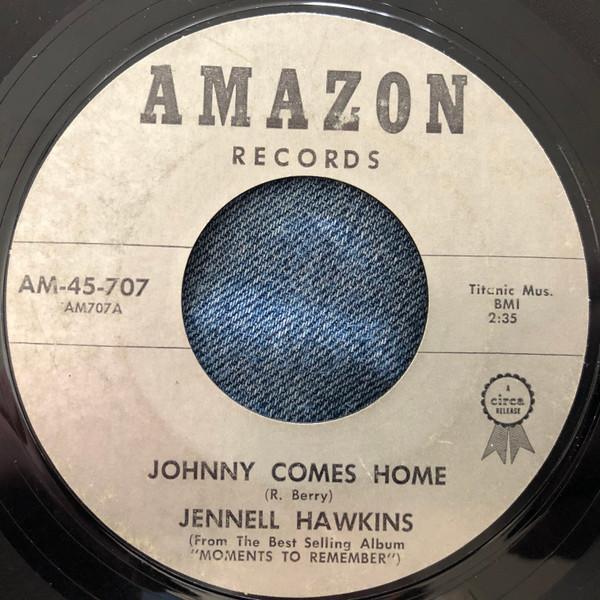 AMAZON
RECORDS
AM-45-707
AM707A
Titanic Mus.
BMI
2:35
A
circa
RELEASE
JOHNNY COMES HOME
(R. Berry)
JENNELL HAWKINS
(From The Best Selling Album
"MOMENTS TO REMEMBER")